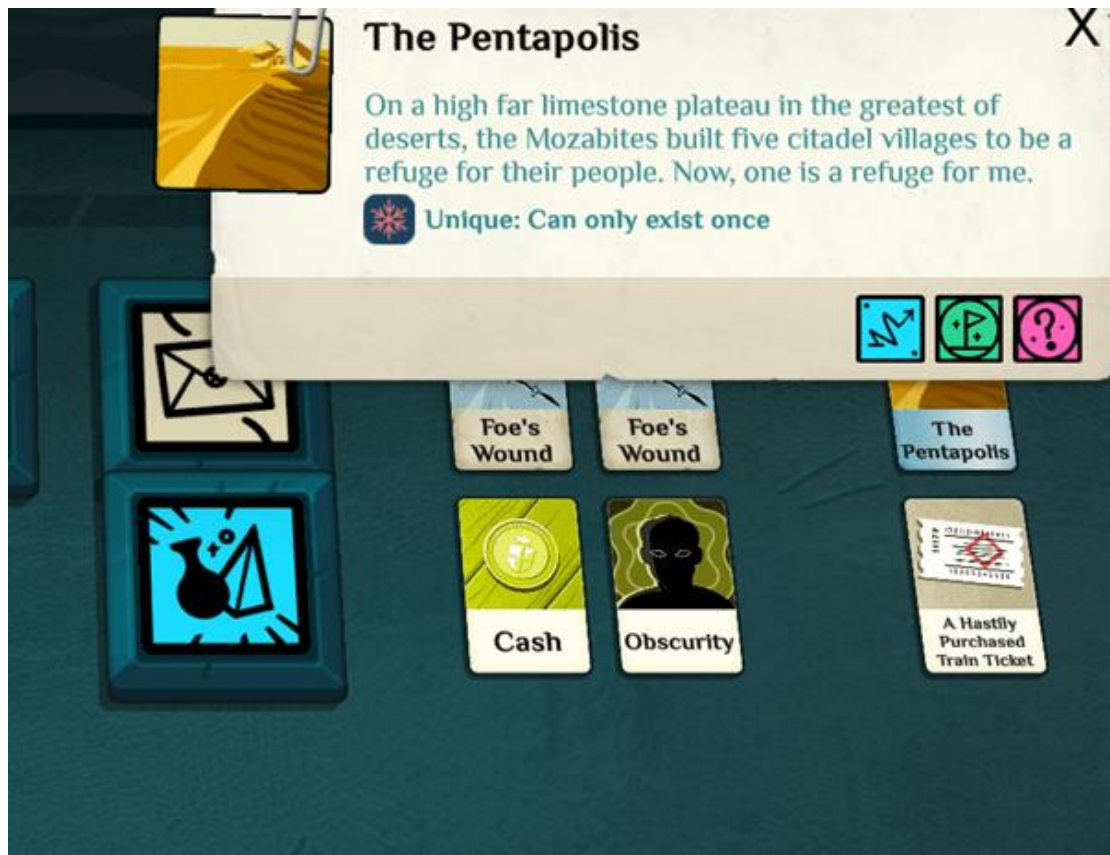 The Pentapolis
X
On a high far limestone plateau in the greatest of
deserts, the Mozabites built five citadel villages to be a
refuge for their people. Now, one is a refuge for me.
Unique: Can only exist once
?
Foe's
Wound
Foe's
Wound
The
Pentapolis
Cash
Obscurity
A Hastily
Purchased
Train Ticket